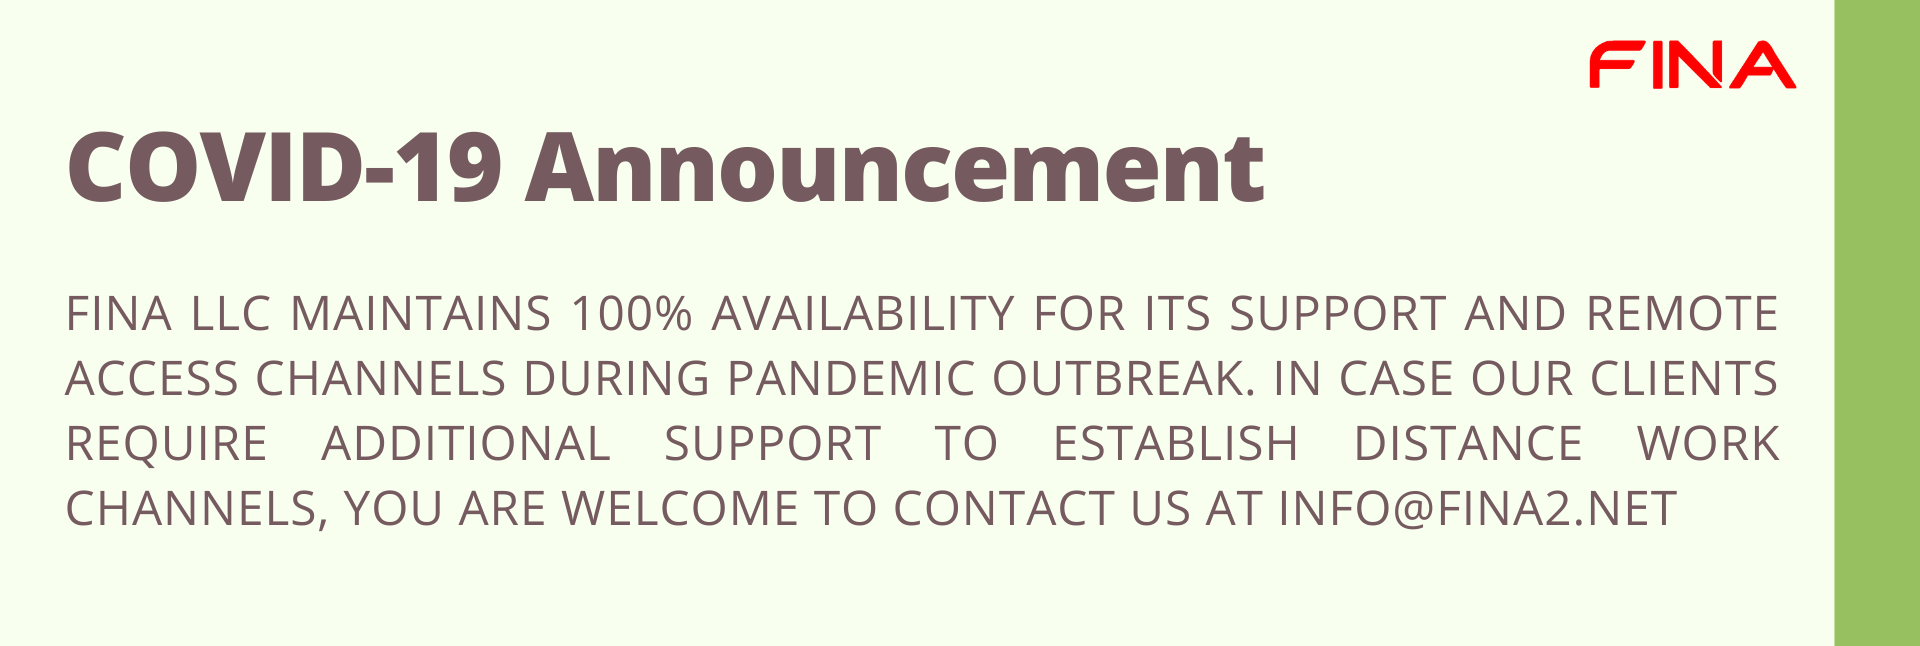 FINA
COVID-19 Announcement
FINA LLC MAINTAINS 100% AVAILABILITY FOR ITS SUPPORT AND REMOTE
ACCESS CHANNELS DURING PANDEMIC OUTBREAK. IN CASE OUR CLIENTS
REQUIRE ADDITIONAL SUPPORT TO ESTABLISH DISTANCE WORK
CHANNELS, YOU ARE WELCOME TO CONTACT US AT INFO@FINA2.NET